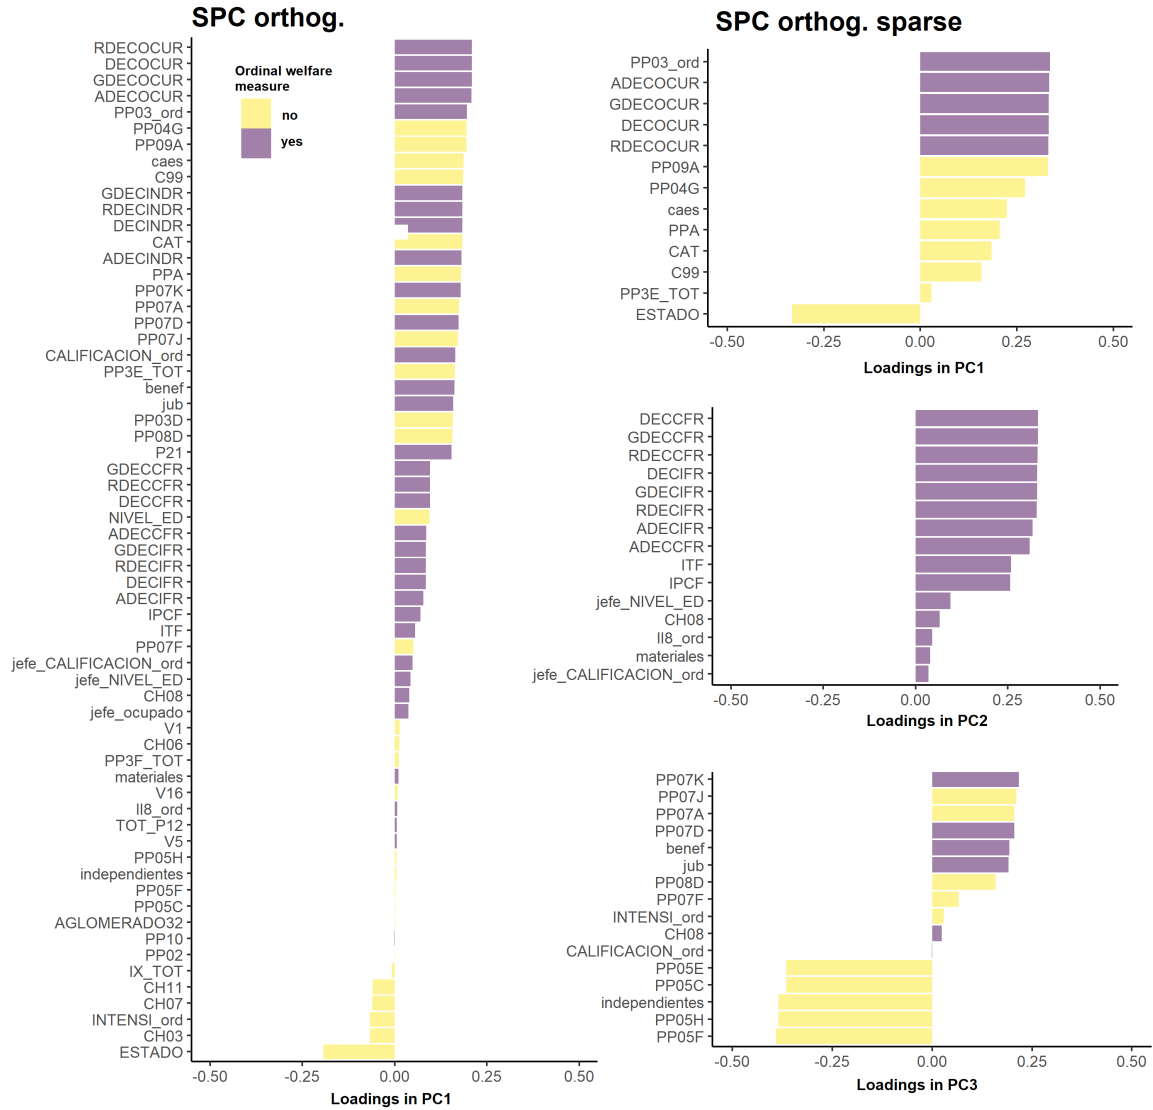 SPC orthog.
Ordinal welfare
measure
no
yes
RDECOCUR
DECOCUR
GDECOCUR
ADECOCUR
PP03_ord
PP04G
PP09A
caes
C99
GDECINDR
RDECINDR
DECINDR
CAT
ADECINDR
PPA
PP07K
PP07A
PP07D
PP07J
CALIFICACION_ord
PP3E_TOT
benef
jub
PP03D
PP08D
P21
GDECCFR
RDECCFR
DECCFR
NIVEL_ED
ADECCFR
GDECIFR
RDECIFR
DECIFR
ADECIFR
IPCF
ITF
PP07F
jefe_CALIFICACION_ord
jefe_NIVEL_ED
CH08
jefe_ocupado
V1
CH06
PP3F_TOT
materiales
V16
II8_ord
TOT_P12
V5
PP05H
independientes
PP05F
PP05C
AGLOMERADO32
PP10
PP02
IX_TOT
CH11
CH07
INTENSI_ord
CH03
ESTADO
-0.50 -0.25 0.00 0.25 0.50
Loadings in PC1
SPC orthog. sparse
PP03_ord
ADECOCUR
GDECOCUR
DECOCUR
RDECOCUR
PP09A
PP04G
caes
PPA
CAT
C99
PP3E_TOT
ESTADO
-0.50 -0.25 0.00 0.25 0.50
Loadings in PC1
DECCFR
GDECCFR
RDECCFR
DECIFR
GDECIFR
RDECIFR
ADECIFR
ADECCFR
ITF
IPCF
jefe_NIVEL_ED
CH08
II8_ord
materiales
jefe_CALIFICACION_ord
-0.50 -0.25 0.00 0.25 0.50
Loadings in PC2
PP07K
PP07J
PP07A
PP07D
benef
jub
PP08D
PP07F
INTENSI_ord
CH08
CALIFICACION_ord
PP05E
PP05C
independientes
PP05H
PP05F
-0.50 -0.25 0.00 0.25 0.50
Loadings in PC3